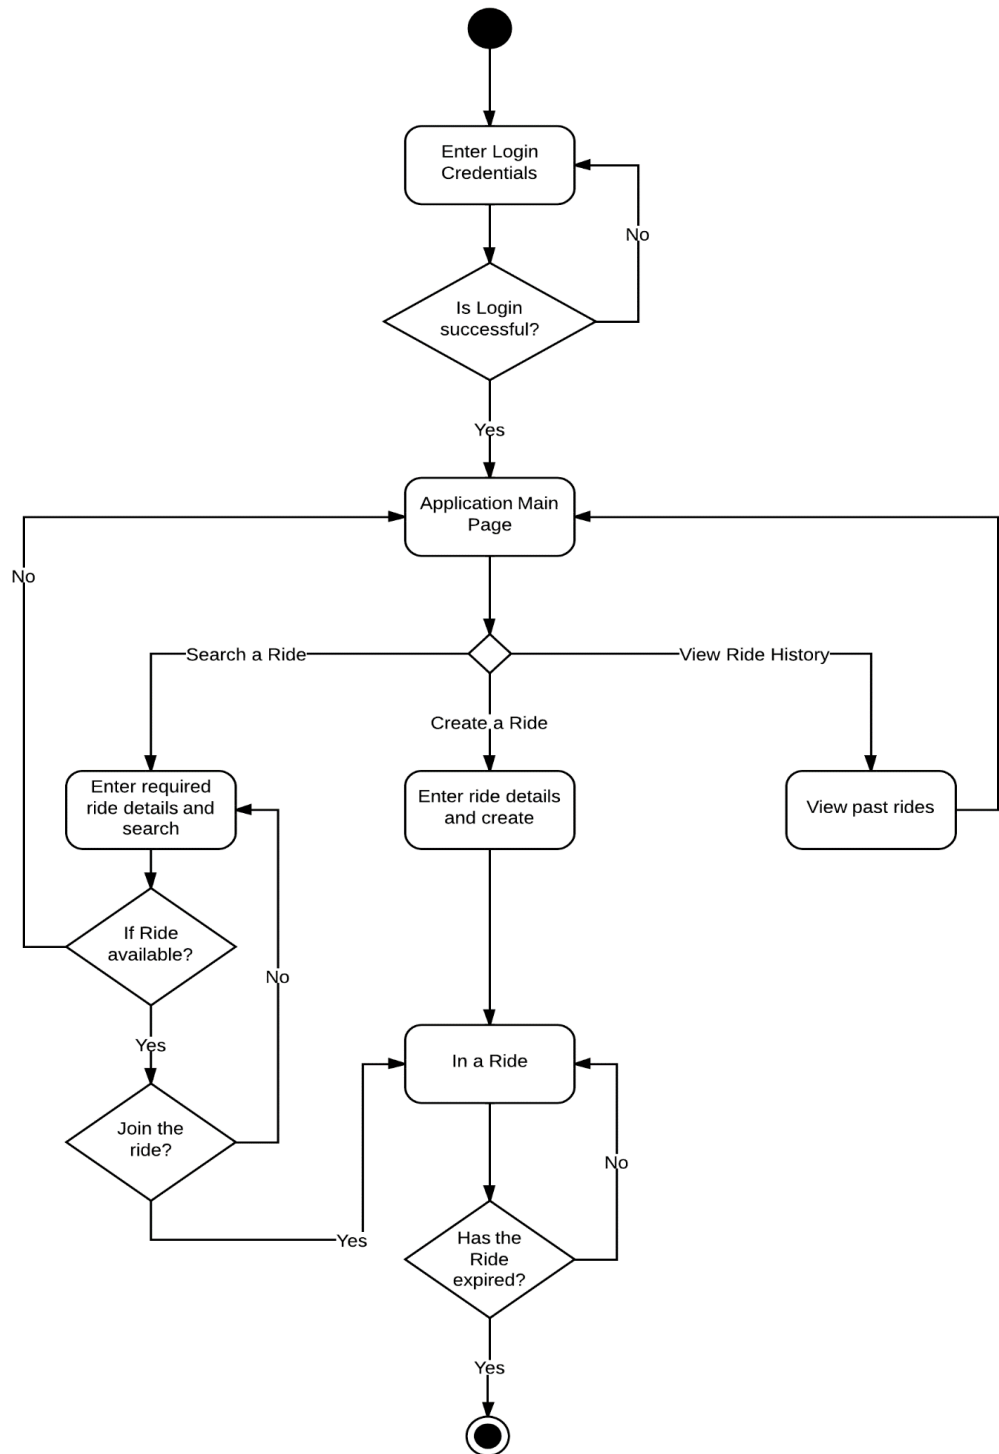 Enter Login
Credentials
No
Is Login
successful?
Yes
Application Main
Page
No
Search a Ride
View Ride History
Create a Ride
Enter required
ride details and
search
Enter ride details
and create
View past rides
If Ride
available?
No
Yes
In a Ride
Join the
ride?
No
Yes
Has the
Ride
expired?
Yes